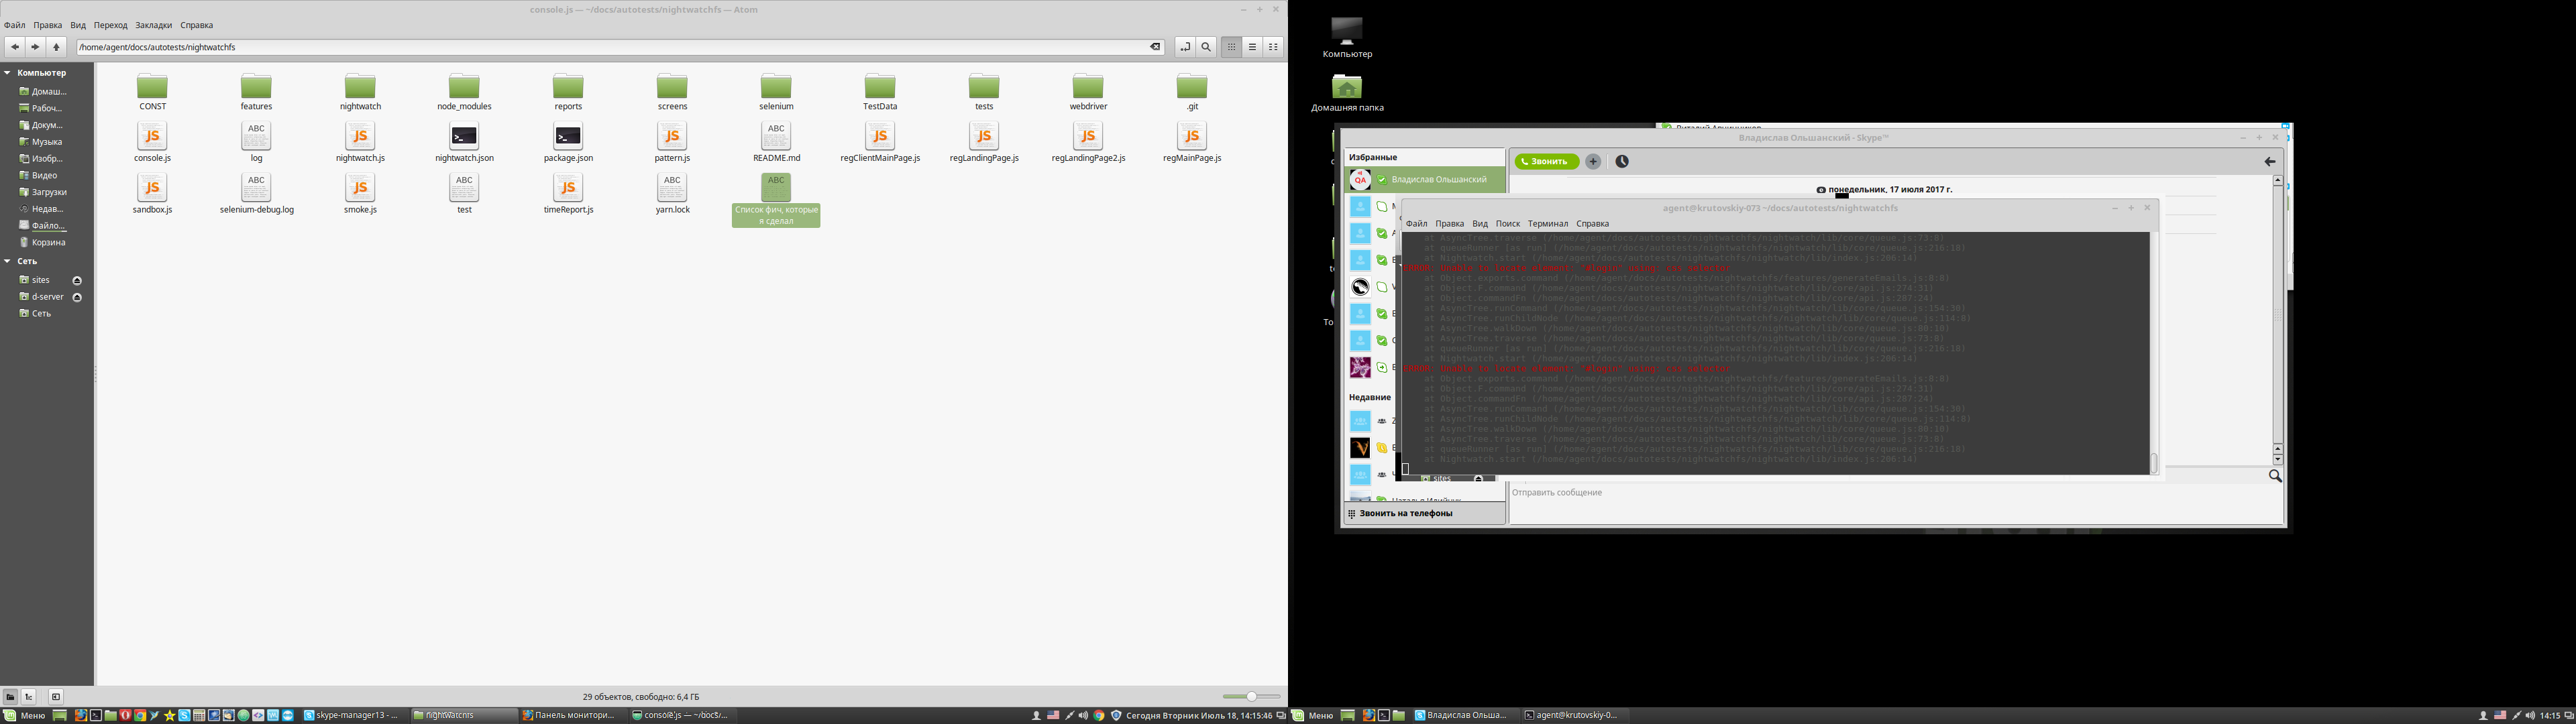 console.js — ~/docs/autotests/nightwatchfs — Atom
Файл Правка Вид Переход Закладки Справка
/home/agent/docs/autotests/nightwatchfs
Компьютер
Домаш...
Рабоч...
Докум...
Музыка
Изобр...
Видео
Загрузки
Недав...
Файло...
Корзина
Сеть
sites
d-server
Сеть
CONST features nightwatch node_modules reports screens selenium TestData tests webdriver .git
console.js log nightwatch.js nightwatch.json package.json pattern.js README.md regClientMainPage.js regLandingPage.js regLandingPage2.js regMainPage.js
sandbox.js selenium-debug.log smoke.js test timeReport.js yarn.lock Список фич, которые
я сделал
29 объектов, свободно: 6,4 ГБ
Меню skype-manager13 - ... nightwatchfs Панель монитори... console.js — ~/docs/... Сегодня Вторник Июль 18, 14:15:46
Компьютер
Домашняя папка
Владислав Ольшанский - Skype™
Избранные
Звонить
Владислав Ольшанский
понедельник, 17 июля 2017 г.
agent@krutovskiy-073 ~/docs/autotests/nightwatchfs
Файл Правка Вид Поиск Терминал Справка
at AsyncTree.traverse (/home/agent/docs/autotests/nightwatchfs/nightwatch/lib/core/queue.js:73:8)
at queueRunner [as run] (/home/agent/docs/autotests/nightwatchfs/nightwatch/lib/core/queue.js:216:18)
at Nightwatch.start (/home/agent/docs/autotests/nightwatchfs/nightwatch/lib/index.js:206:14)
at Object.exports.command (/home/agent/docs/autotests/nightwatchfs/features/generateEmails.js:8:8)
at Object.F.command (/home/agent/docs/autotests/nightwatchfs/nightwatch/lib/core/api.js:274:31)
at Object.commandFn (/home/agent/docs/autotests/nightwatchfs/nightwatch/lib/core/api.js:287:24)
at AsyncTree.runCommand (/home/agent/docs/autotests/nightwatchfs/nightwatch/lib/core/queue.js:154:30)
at AsyncTree.runChildNode (/home/agent/docs/autotests/nightwatchfs/nightwatch/lib/core/queue.js:114:8)
at AsyncTree.walkDown (/home/agent/docs/autotests/nightwatchfs/nightwatch/lib/core/queue.js:80:10)
at AsyncTree.traverse (/home/agent/docs/autotests/nightwatchfs/nightwatch/lib/core/queue.js:73:8)
at queueRunner [as run] (/home/agent/docs/autotests/nightwatchfs/nightwatch/lib/core/queue.js:216:18)
at Nightwatch.start (/home/agent/docs/autotests/nightwatchfs/nightwatch/lib/index.js:206:14)
at Object.exports.command (/home/agent/docs/autotests/nightwatchfs/features/generateEmails.js:8:8)
at Object.F.command (/home/agent/docs/autotests/nightwatchfs/nightwatch/lib/core/api.js:274:31)
at Object.commandFn (/home/agent/docs/autotests/nightwatchfs/nightwatch/lib/core/api.js:287:24)
at AsyncTree.runCommand (/home/agent/docs/autotests/nightwatchfs/nightwatch/lib/core/queue.js:154:30)
at AsyncTree.runChildNode (/home/agent/docs/autotests/nightwatchfs/nightwatch/lib/core/queue.js:114:8)
at AsyncTree.walkDown (/home/agent/docs/autotests/nightwatchfs/nightwatch/lib/core/queue.js:80:10)
at AsyncTree.traverse (/home/agent/docs/autotests/nightwatchfs/nightwatch/lib/core/queue.js:73:8)
at queueRunner [as run] (/home/agent/docs/autotests/nightwatchfs/nightwatch/lib/core/queue.js:216:18)
at Nightwatch.start (/home/agent/docs/autotests/nightwatchfs/nightwatch/lib/index.js:206:14)
Недавние
sites
Отправить сообщение
Звонить на телефоны
Меню Владислав Ольша... agent@krutovskiy-0... 14:15